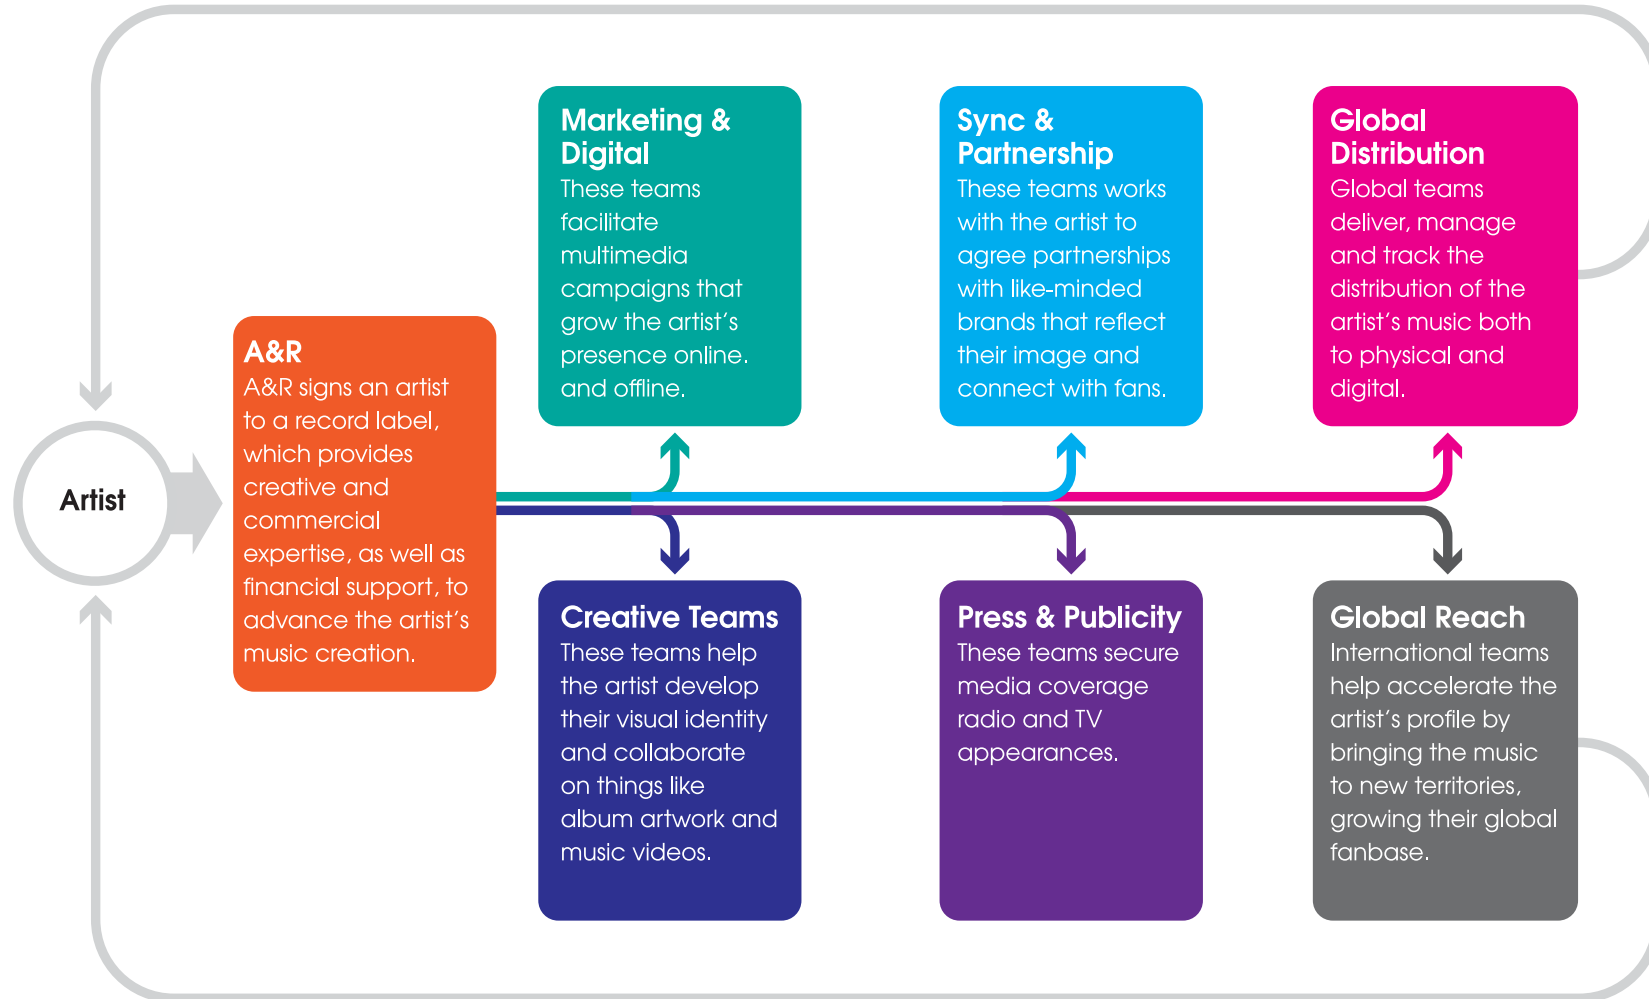 Artist
A&R
A&R signs an artist
to a record label,
which provides
creative and
commercial
expertise, as well as
financial support, to
advance the artist’s
music creation.
Marketing &
Digital
These teams
facilitate
multimedia
campaigns that
grow the artist’s
presence online.
and offline.
Sync &
Partnership
These teams works
with the artist to
agree partnerships
with like-minded
brands that reflect
their image and
connect with fans.
Global
Distribution
Global teams
deliver, manage
and track the
distribution of the
artist’s music both
to physical and
digital.
Creative Teams
These teams help
the artist develop
their visual identity
and collaborate
on things like
album artwork and
music videos.
Press & Publicity
These teams secure
media coverage
radio and TV
appearances.
Global Reach
International teams
help accelerate the
artist’s profile by
bringing the music
to new territories,
growing their global
fanbase.